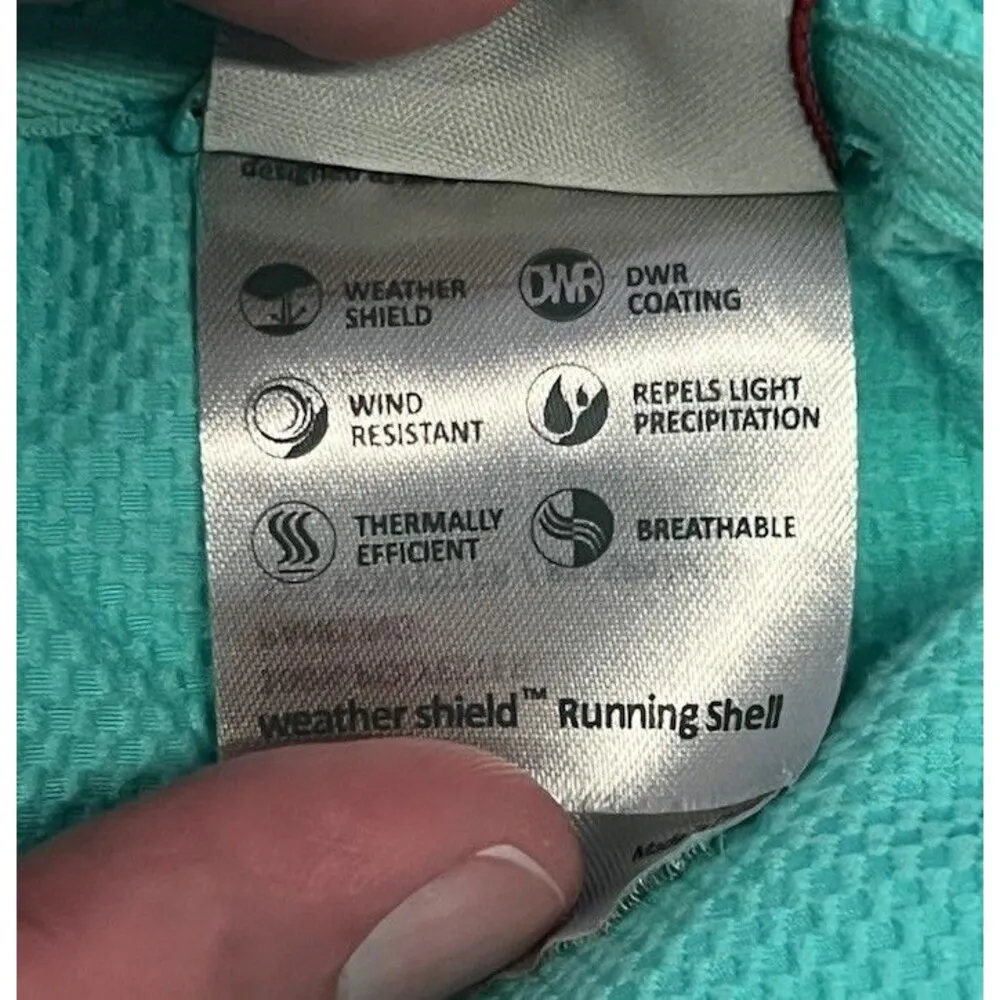 WEATHER
SHIELD
DWR
DWR
COATING
WIND
RESISTANT
REPELS LIGHT
PRECIPITATION
THERMALLY
EFFICIENT
BREATHABLE
weather shield™ Running Shell